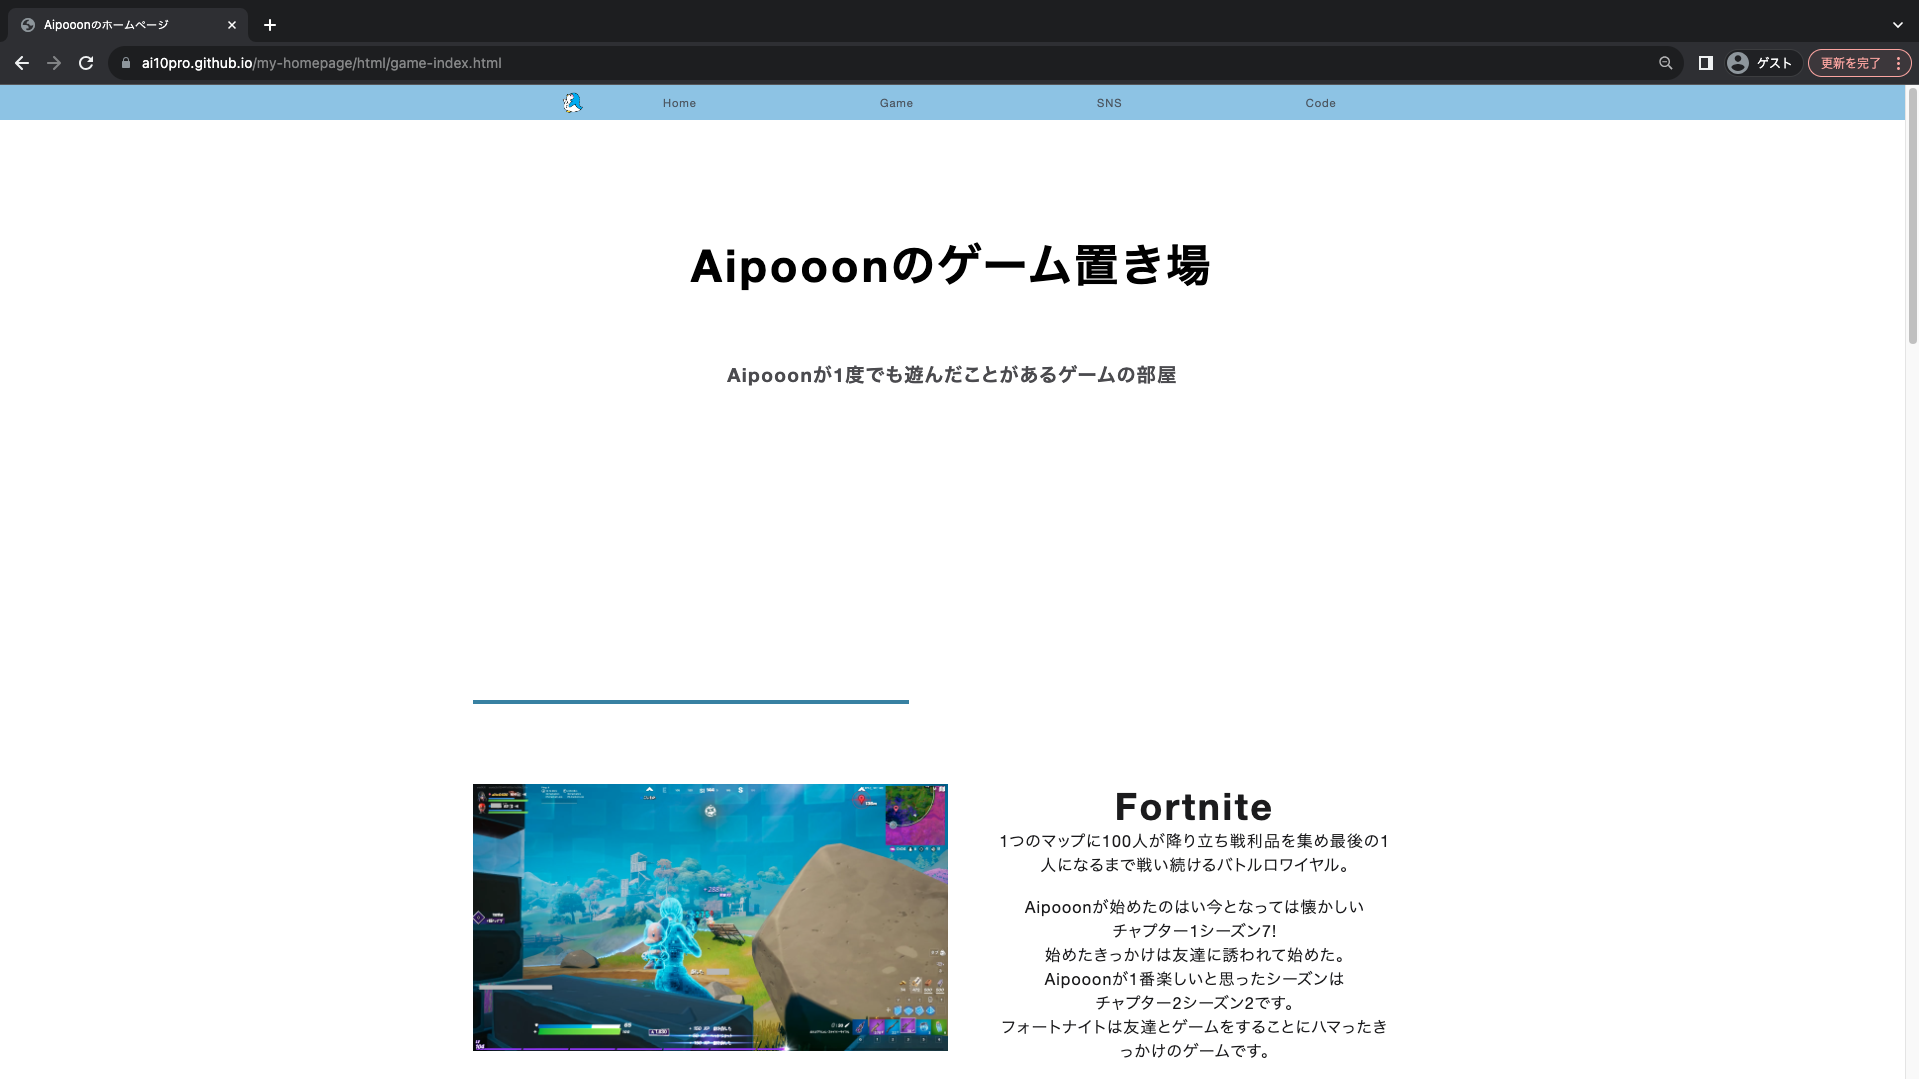 Aipooonのホームページ
ai10pro.github.io/my-homepage/html/game-index.html
ゲスト
更新を完了
Home
Game
SNS
Code
Aipooonのゲーム置き場
Aipooonが1度でも遊んだことがあるゲームの部屋
Fortnite
1つのマップに100人が降り立ち戦利品を集め最後の1
人になるまで戦い続けるバトルロワイヤル。
Aipooonが始めたのはい今となっては懐かしい
チャプター1シーズン7!
始めたきっかけは友達に誘われて始めた。
Aipooonが1番楽しいと思ったシーズンは
チャプター2シーズン2です。
フォートナイトは友達とゲームをすることにハマったき
っかけのゲームです。